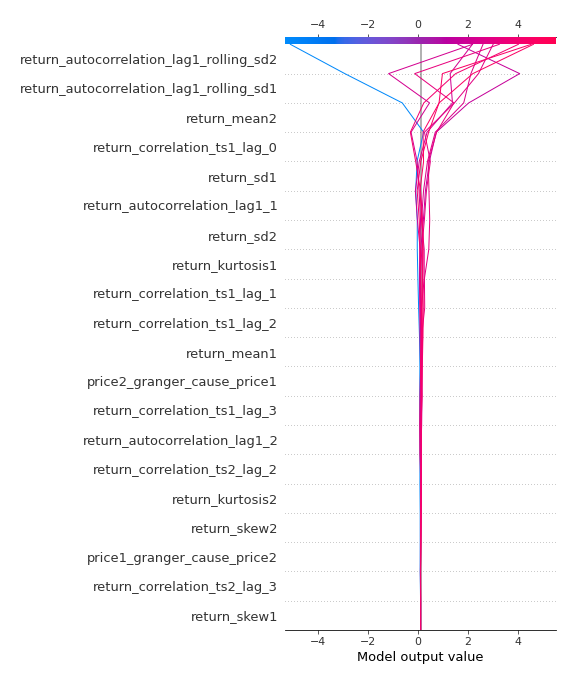 −4 −2 0 2 4
return_autocorrelation_lag1_rolling_sd2
return_autocorrelation_lag1_rolling_sd1
return_mean2
return_correlation_ts1_lag_0
return_sd1
return_autocorrelation_lag1_1
return_sd2
return_kurtosis1
return_correlation_ts1_lag_1
return_correlation_ts1_lag_2
return_mean1
price2_granger_cause_price1
return_correlation_ts1_lag_3
return_autocorrelation_lag1_2
return_correlation_ts2_lag_2
return_kurtosis2
return_skew2
price1_granger_cause_price2
return_correlation_ts2_lag_3
return_skew1
−4 −2 0 2 4
Model output value